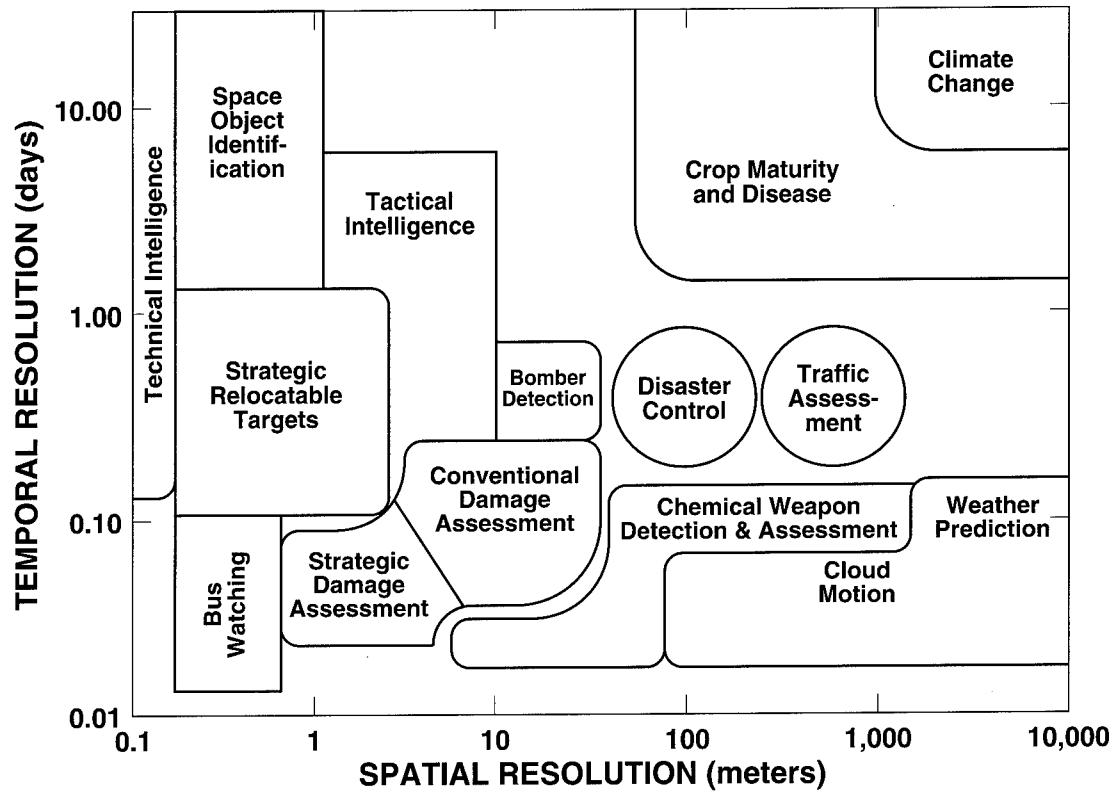 TEMPORAL RESOLUTION (days)
10.00
1.00
0.10
0.01
Technical Intelligence
Space
Object
Identif-
ication
Tactical
Intelligence
Climate
Change
Crop Maturity
and Disease
Strategic
Relocatable
Targets
Bomber
Detection
Disaster
Control
Traffic
Assess-
ment
Conventional
Damage
Assessment
Chemical Weapon
Detection & Assessment
Weather
Prediction
Cloud
Motion
Strategic
Damage
Assessment
Bus
Watching
0.1
1
10
100
1,000
10,000
SPATIAL RESOLUTION (meters)